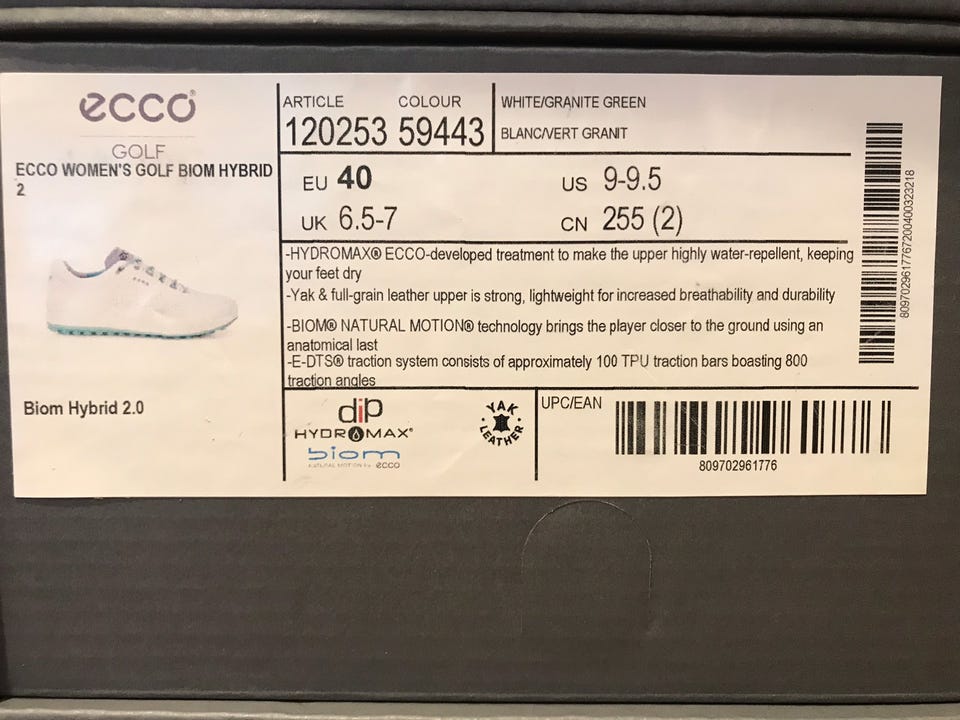 ecco®
GOLF
ECCO WOMEN'S GOLF BIOM HYBRID
2
Biom Hybrid 2.0
ARTICLE COLOUR
120253 59443
WHITE/GRANITE GREEN
BLANC/VERT GRANIT
EU 40
US 9-9.5
UK 6.5-7
CN 255 (2)
-HYDROMAX® ECCO-developed treatment to make the upper highly water-repellent, keeping
your feet dry
-Yak & full-grain leather upper is strong, lightweight for increased breathability and durability
-BIOM® NATURAL MOTION® technology brings the player closer to the ground using an
anatomical last
-E-DTS® traction system consists of approximately 100 TPU traction bars boasting 800
traction angles
dip
HYDROMAX®
biom
NATURAL MOTION by ecco
YAK
LEATHER
UPC/EAN
809702961776
8097029617767200400323218